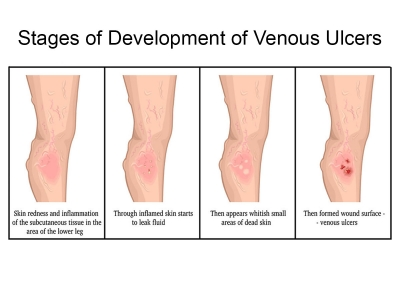 Stages of Development of Venous Ulcers
Skin redness and inflammation
of the subcutaneous tissue in the
area of the lower leg
Through inflamed skin starts
to leak fluid
Then appears whitish small
areas of dead skin
Then formed wound surface -
- venous ulcers